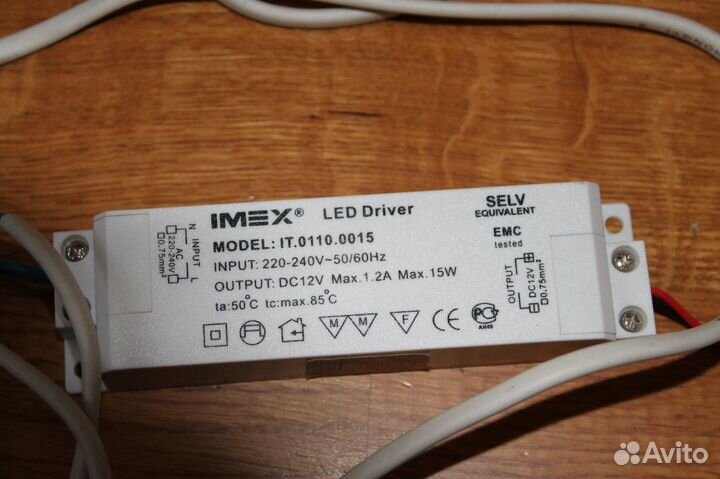 IMEX® LED Driver
MODEL: IT.0110.0015
INPUT: 220-240V~50/60Hz
OUTPUT: DC12V Max.1.2A Max.15W
ta:50°C tc:max.85°C
SELV
EQUIVALENT
EMC
tested
N INPUT L
AC
220-240V
0.75mm²
OUTPUT
DC12V
0.75mm²
M M F CE PC
АЯ46
Avito